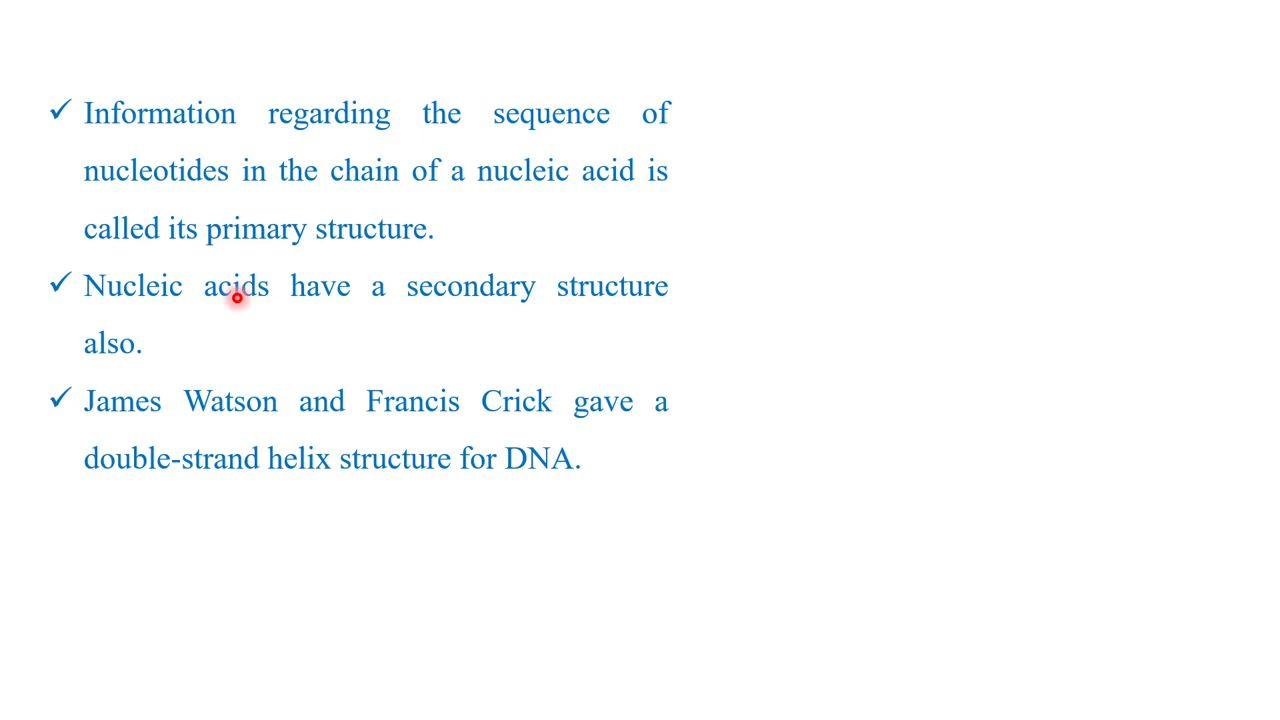 ✓ Information regarding the sequence of
nucleotides in the chain of a nucleic acid is
called its primary structure.
✓ Nucleic acids have a secondary structure
also.
✓ James Watson and Francis Crick gave a
double-strand helix structure for DNA.